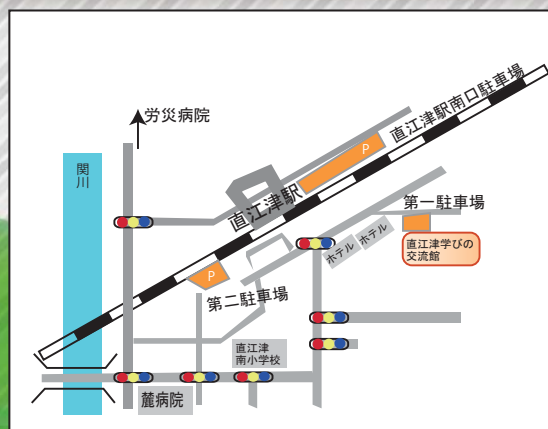 労災病院
関川
直江津駅南口駐車場
P
直江津駅
第一駐車場
直江津学びの
交流館
ホテル
ホテル
P
第二駐車場
直江津
南小学校
麓病院